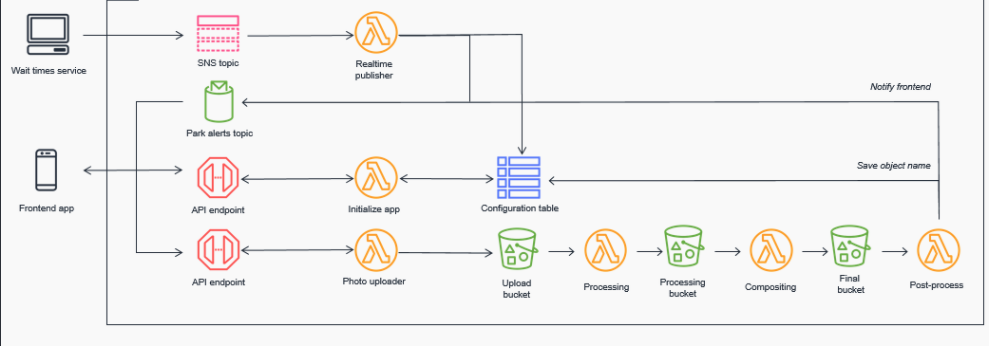 Wait times service
SNS topic
Realtime
publisher
Notify frontend
Park alerts topic
Save object name
Frontend app
API endpoint
Initialize app
Configuration table
API endpoint
Photo uploader
Upload
bucket
Processing
Processing
bucket
Compositing
Final
bucket
Post-process